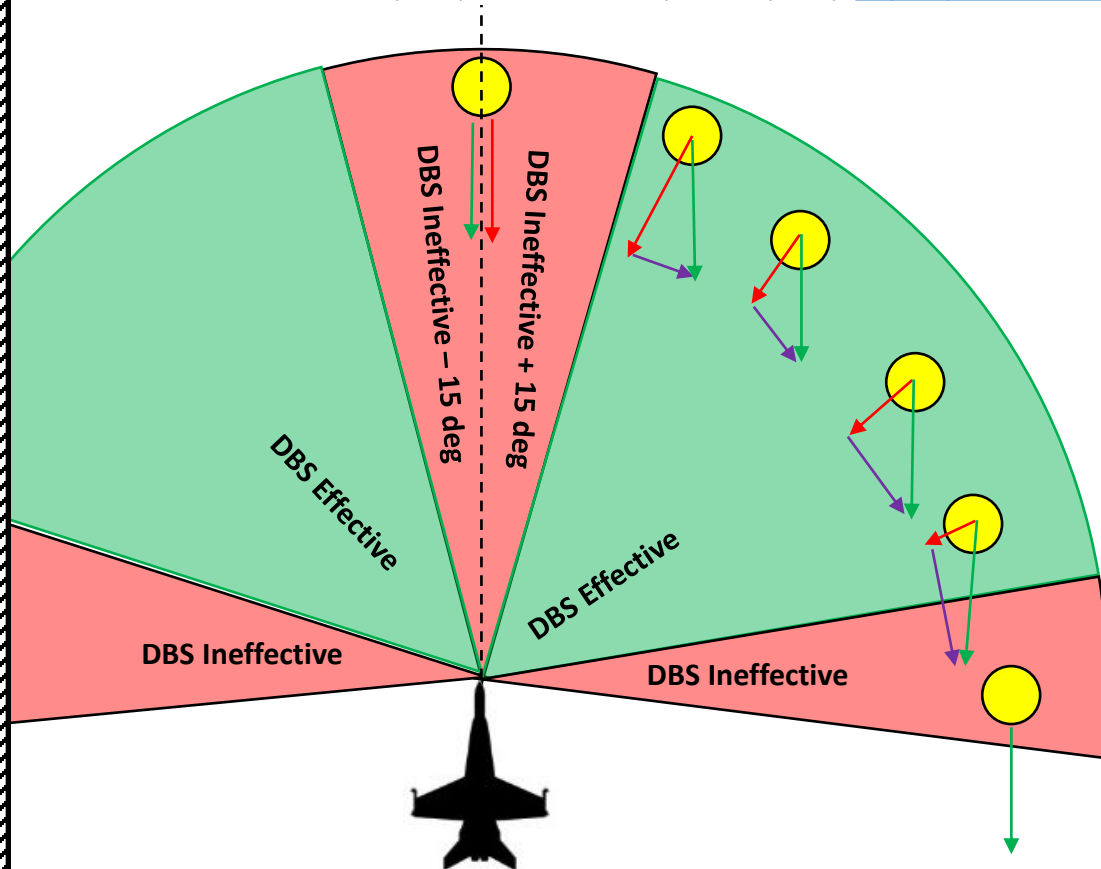 DBS Ineffective – 15 deg
DBS Ineffective + 15 deg
DBS Effective
DBS Effective
DBS Ineffective
DBS Ineffective